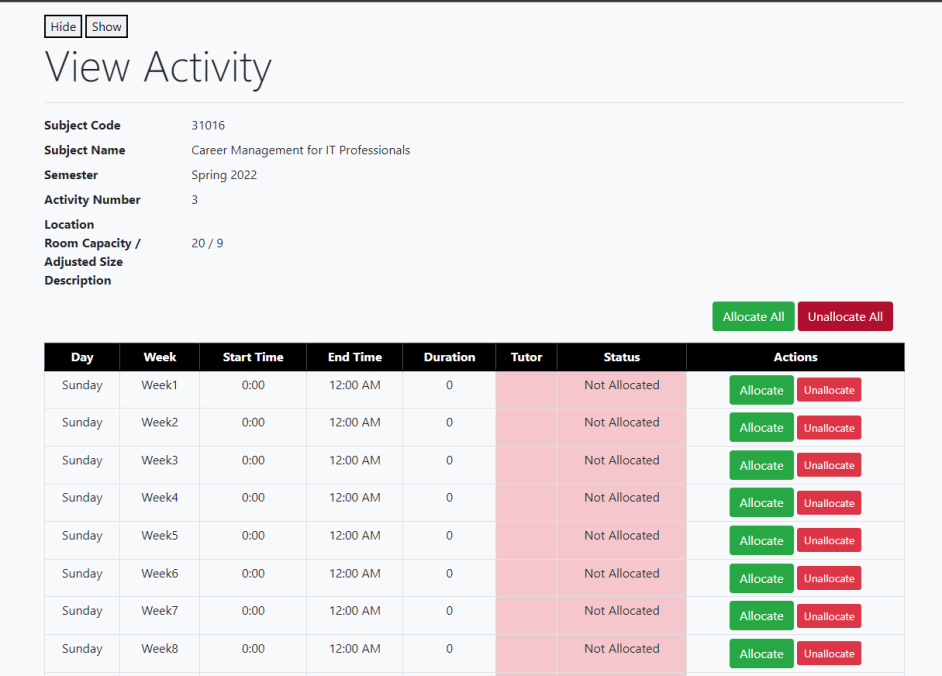 Hide Show
View Activity
Subject Code 31016
Subject Name Career Management for IT Professionals
Semester Spring 2022
Activity Number 3
Location
Room Capacity / 20 / 9
Adjusted Size
Description
Allocate All Unallocate All
Day Week Start Time End Time Duration Tutor Status Actions
Sunday Week1 0:00 12:00 AM 0 Not Allocated Allocate Unallocate
Sunday Week2 0:00 12:00 AM 0 Not Allocated Allocate Unallocate
Sunday Week3 0:00 12:00 AM 0 Not Allocated Allocate Unallocate
Sunday Week4 0:00 12:00 AM 0 Not Allocated Allocate Unallocate
Sunday Week5 0:00 12:00 AM 0 Not Allocated Allocate Unallocate
Sunday Week6 0:00 12:00 AM 0 Not Allocated Allocate Unallocate
Sunday Week7 0:00 12:00 AM 0 Not Allocated Allocate Unallocate
Sunday Week8 0:00 12:00 AM 0 Not Allocated Allocate Unallocate